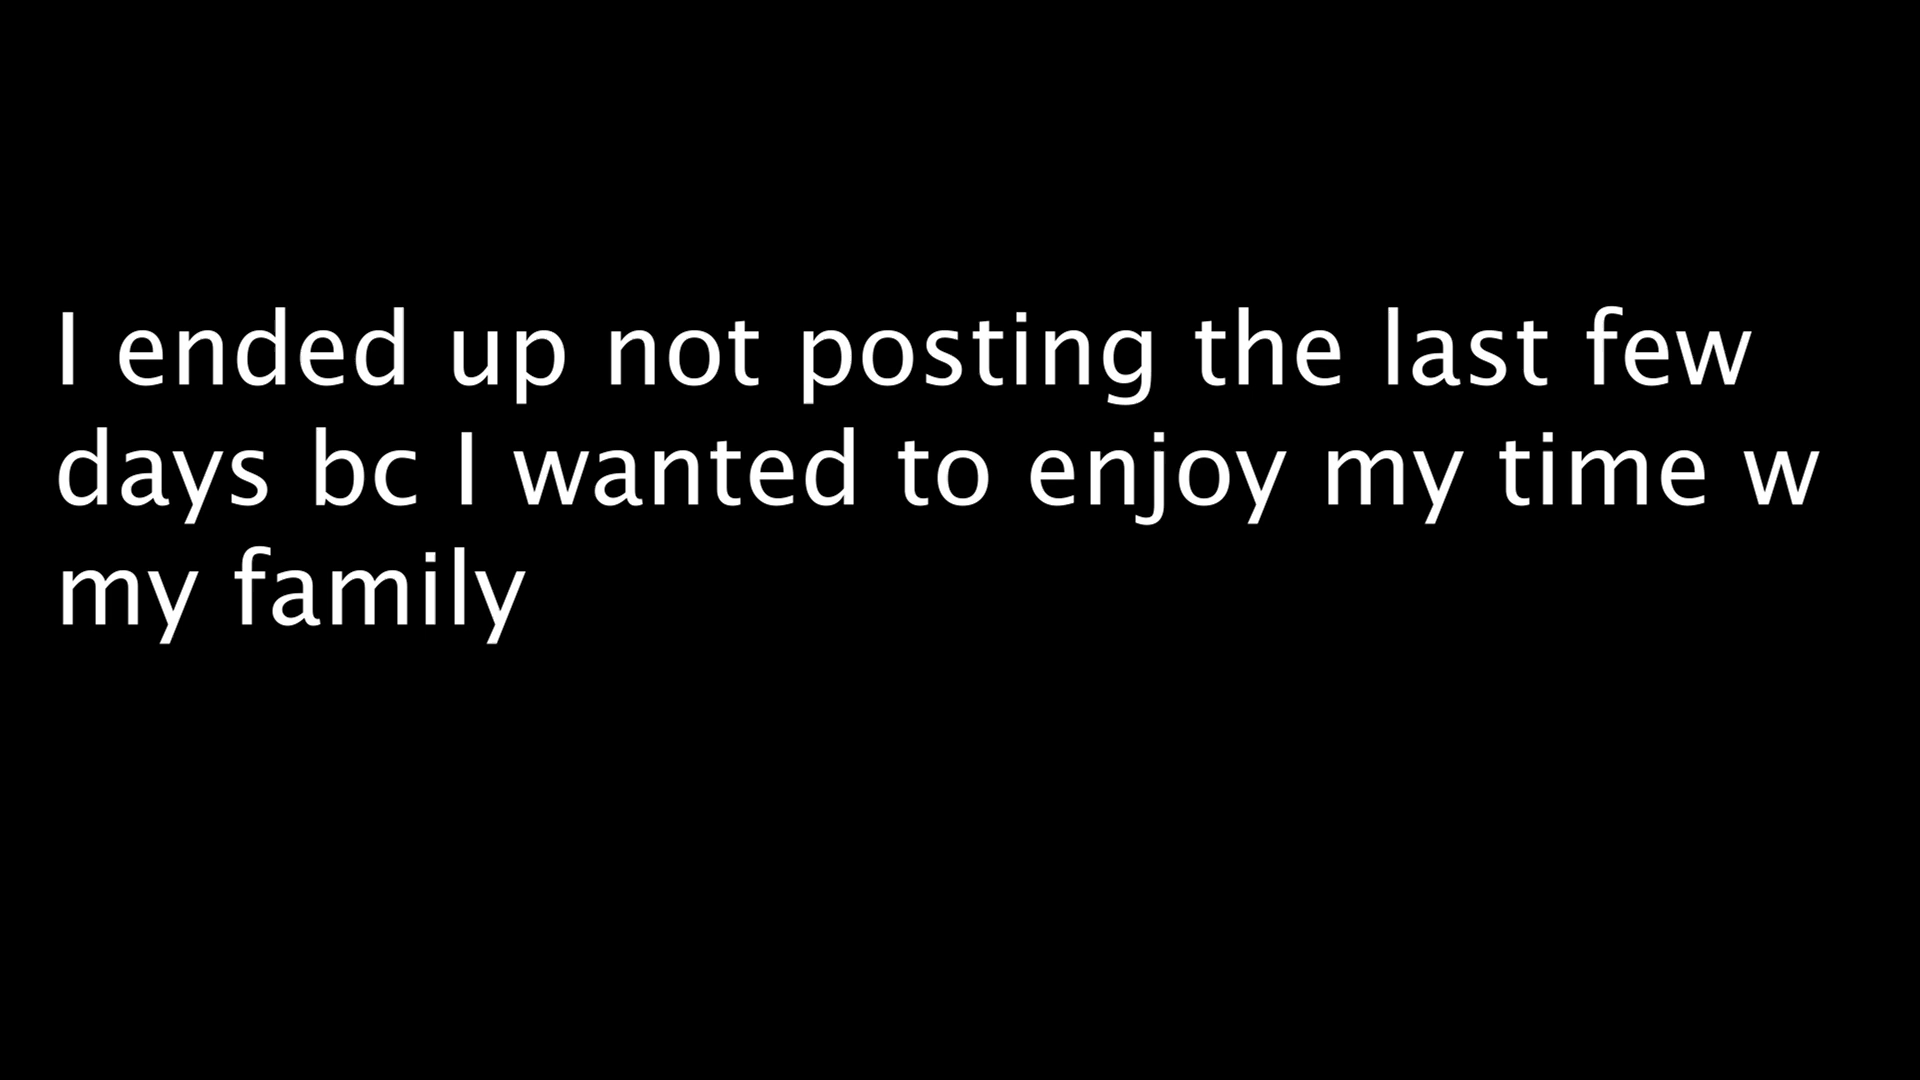 I ended up not posting the last few
days bc I wanted to enjoy my time w
my family